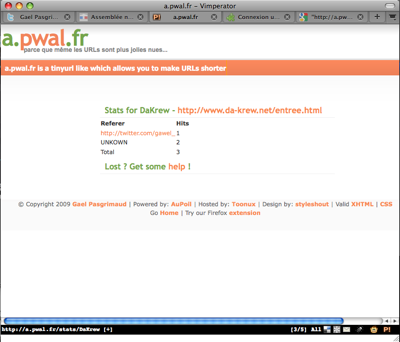 a.pwal.fr – Vimperator
Gael Pasgrimaud Assemblée n a.pwal.fr Connexion u "http://a.pw
a.pwal.fr
parce que même les URLs sont plus jolies nues...
a.pwal.fr is a tinyurl like which allows you to make URLs shorter
Stats for DaKrew - http://www.da-krew.net/entree.html
Referer Hits
http://twitter.com/gawel_ 1
UNKOWN 2
Total 3
Lost ? Get some help !
© Copyright 2009 Gael Pasgrimaud | Powered by: AuPoil | Hosted by: Toonux | Design by: styleshout | Valid XHTML | CSS
Go Home | Try our Firefox extension
http://a.pwal.fr/stats/DaKrew [+] [3/5] All P!